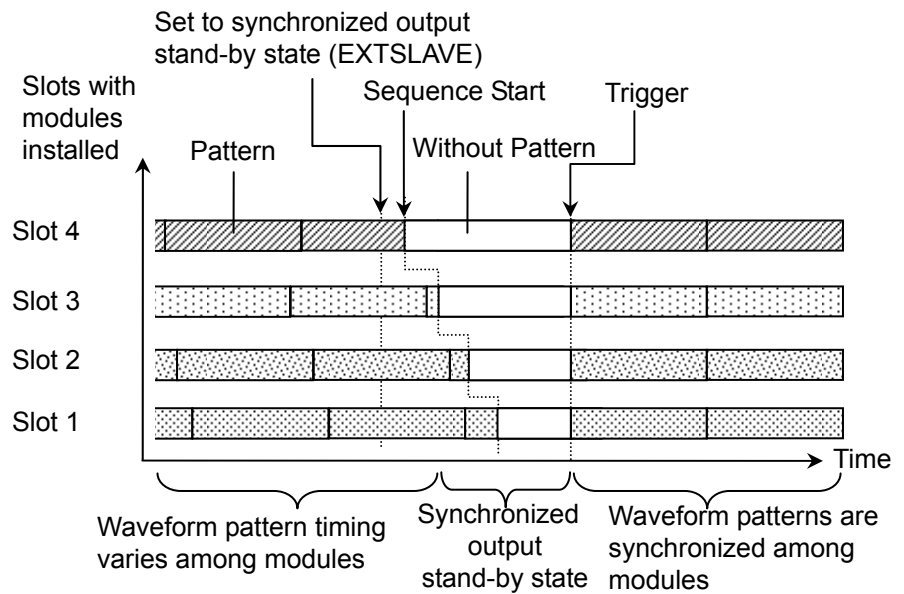 Set to synchronized output
stand-by state (EXTSLAVE)
Slots with
modules
installed
Sequence Start
Trigger
Pattern
Without Pattern
Slot 4
Slot 3
Slot 2
Slot 1
Time
Waveform pattern timing
varies among modules
Synchronized
output
stand-by state
Waveform patterns are
synchronized among
modules